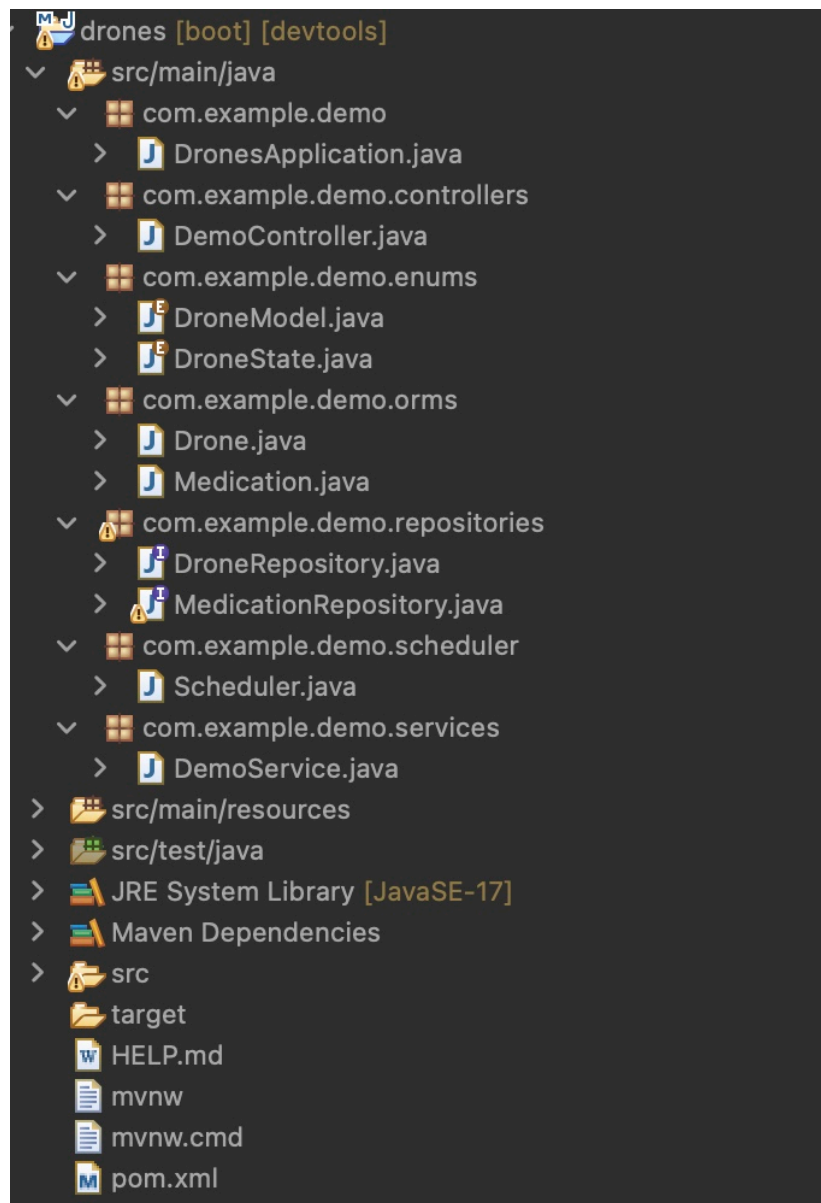 drones [boot] [devtools]
src/main/java
com.example.demo
DronesApplication.java
com.example.demo.controllers
DemoController.java
com.example.demo.enums
DroneModel.java
DroneState.java
com.example.demo.orms
Drone.java
Medication.java
com.example.demo.repositories
DroneRepository.java
MedicationRepository.java
com.example.demo.scheduler
Scheduler.java
com.example.demo.services
DemoService.java
src/main/resources
src/test/java
JRE System Library [JavaSE-17]
Maven Dependencies
src
target
HELP.md
mvnw
mvnw.cmd
pom.xml